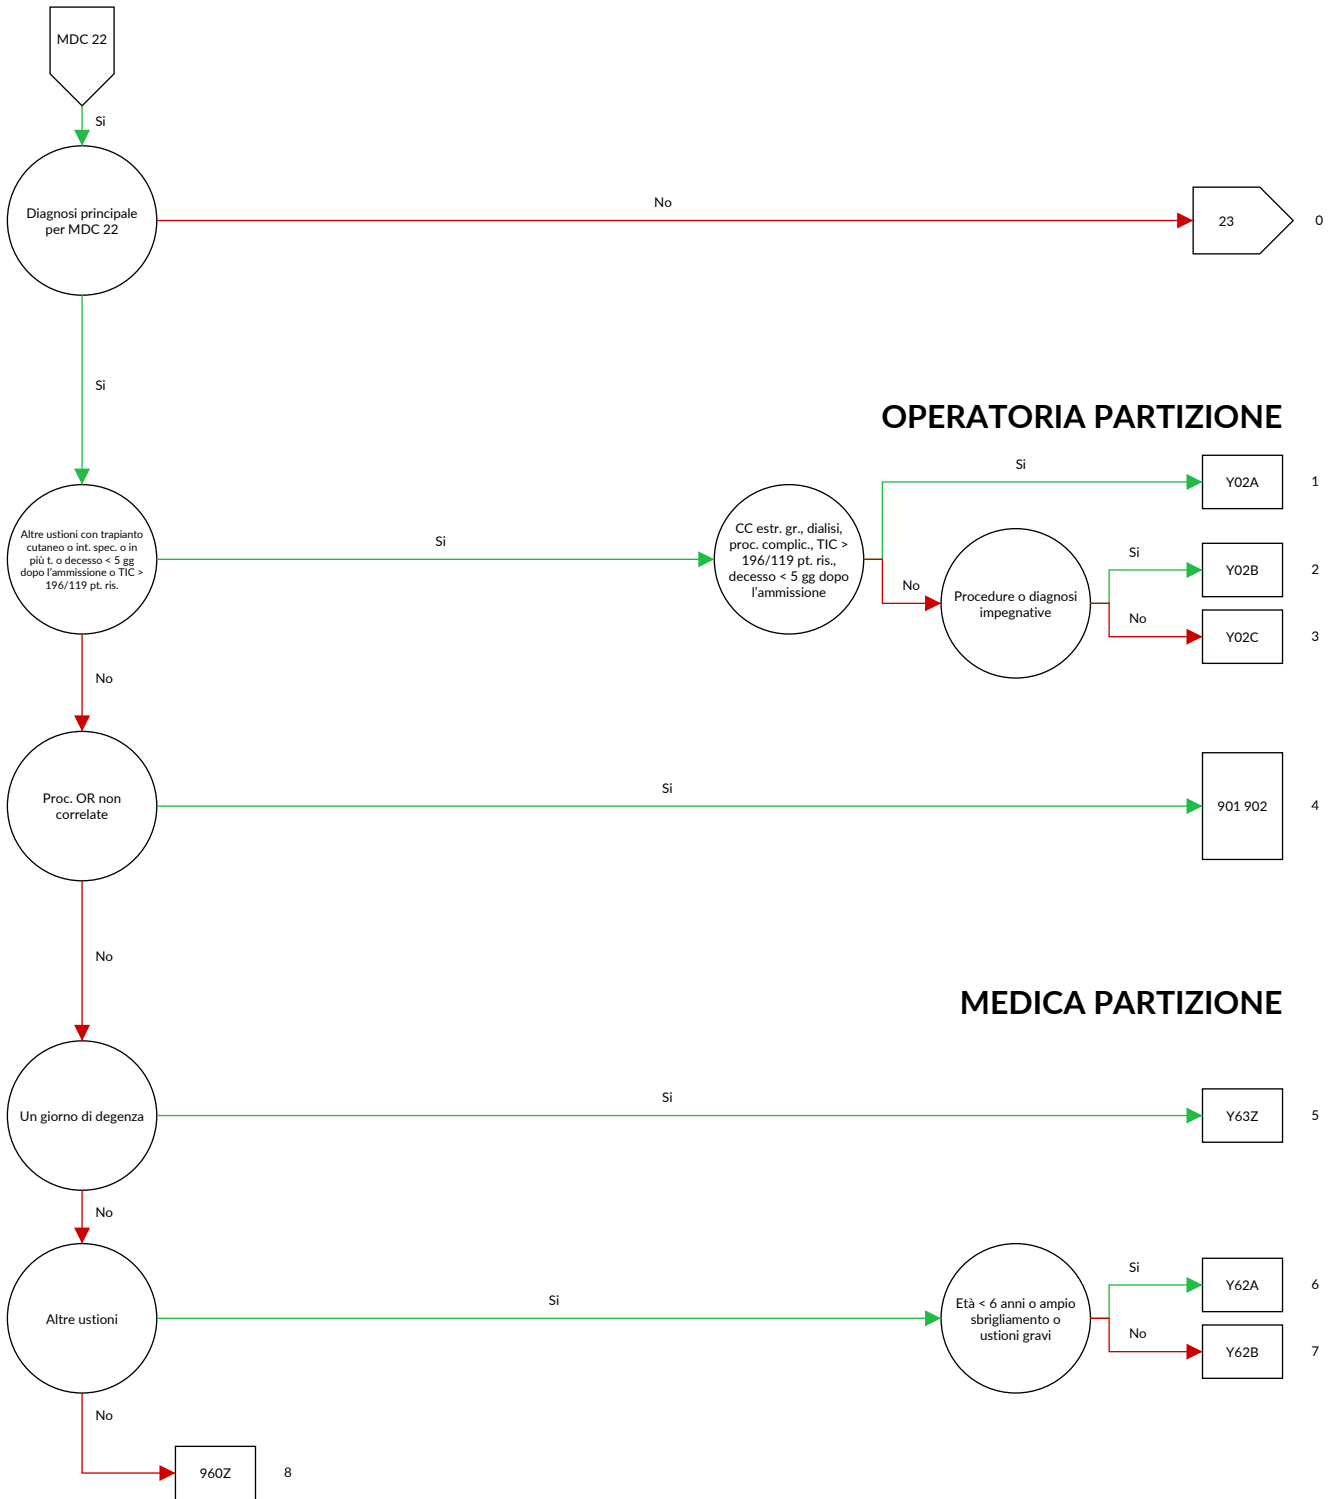 MDC 22
Si
Diagnosi principale
per MDC 22
No
23
0
Si
OPERATORIA PARTIZIONE
Si
Y02A
1
Altre ustioni con trapianto
cutaneo o int. spec. o in
più t. o decesso < 5 gg
dopo l'ammissione o TIC >
196/119 pt. ris.
Si
CC estr. gr., dialisi,
proc. complic., TIC >
196/119 pt. ris.,
decesso < 5 gg dopo
l'ammissione
No
Procedure o diagnosi
impegnative
Si
Y02B
2
No
Y02C
3
No
Proc. OR non
correlate
Si
901 902
4
No
MEDICA PARTIZIONE
Un giorno di degenza
Si
Y63Z
5
No
Altre ustioni
Si
Età < 6 anni o ampio
sbrigliamento o
ustioni gravi
Si
Y62A
6
No
Y62B
7
No
960Z
8